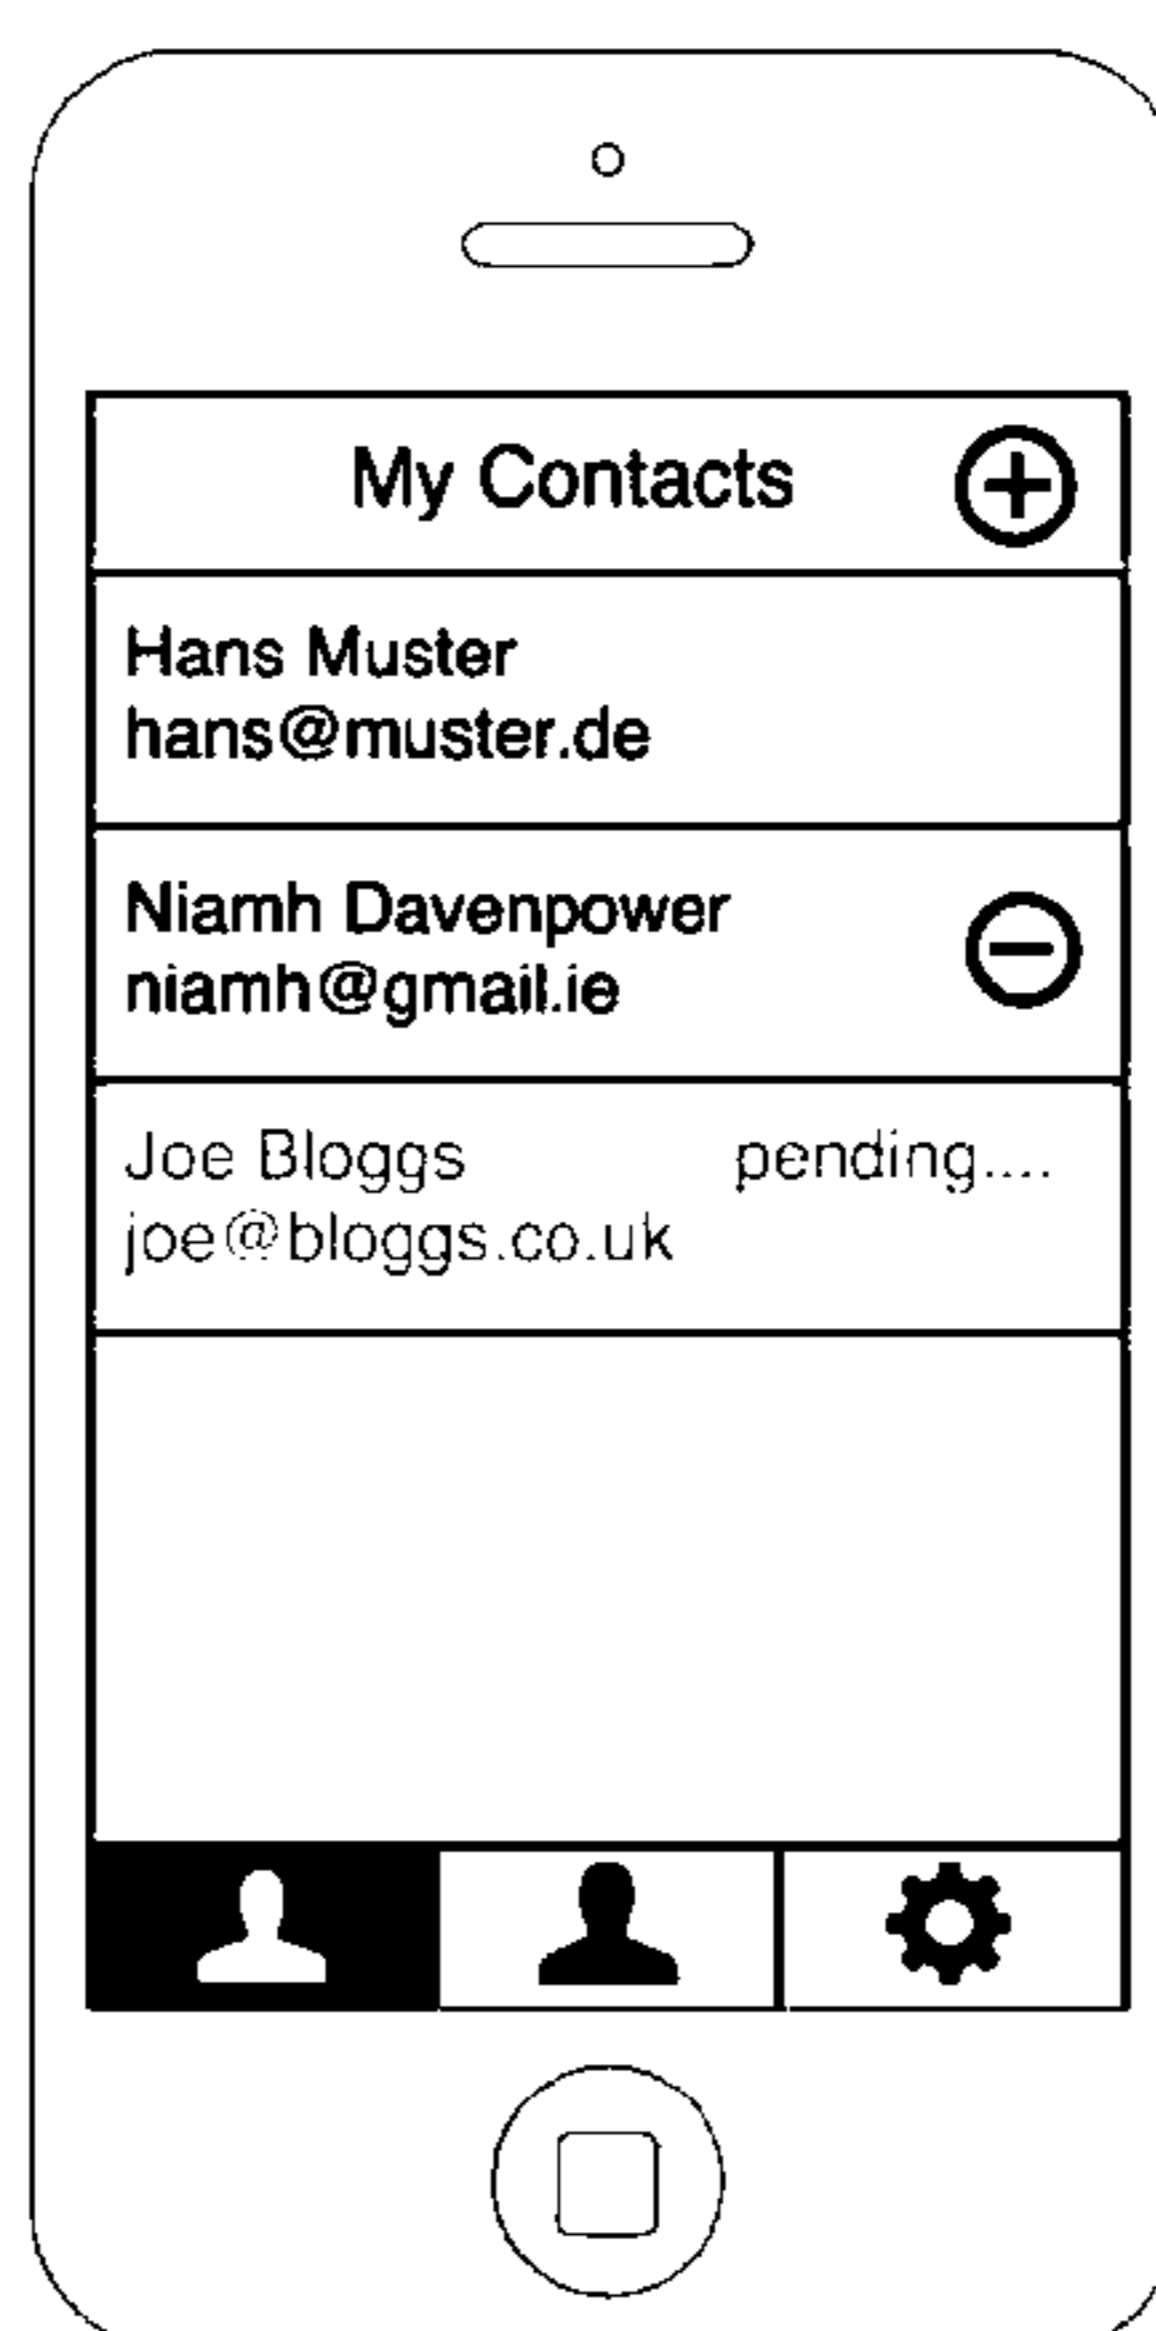 My Contacts
Hans Muster
hans@muster.de
Niamh Davenpower
niamh@gmail.ie
Joe Bloggs pending....
joe@bloggs.co.uk